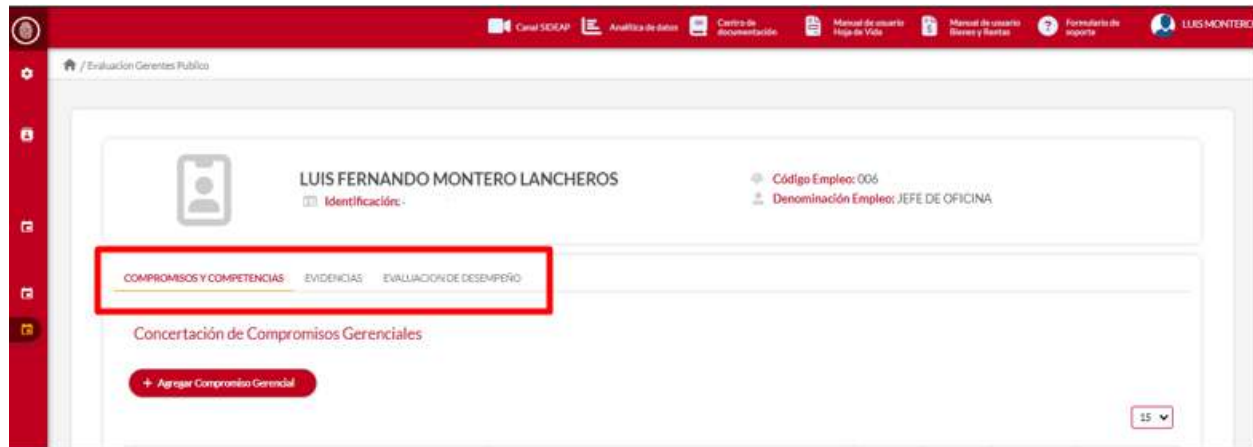 Canal SIDEAP
Analítica de datos
Centro de
documentación
Manual de usuario
Hoja de Vida
Manual de usuario
Bienes y Rentas
Formulario de
soporte
LUIS MONTERO
/ Evaluacion Gerentes Publico
LUIS FERNANDO MONTERO LANCHEROS
Identificación: -
Código Empleo: 006
Denominación Empleo: JEFE DE OFICINA
COMPROMISOS Y COMPETENCIAS EVIDENCIAS EVALUACION DE DESEMPEÑO
Concertación de Compromisos Gerenciales
+ Agregar Compromiso Gerencial
15